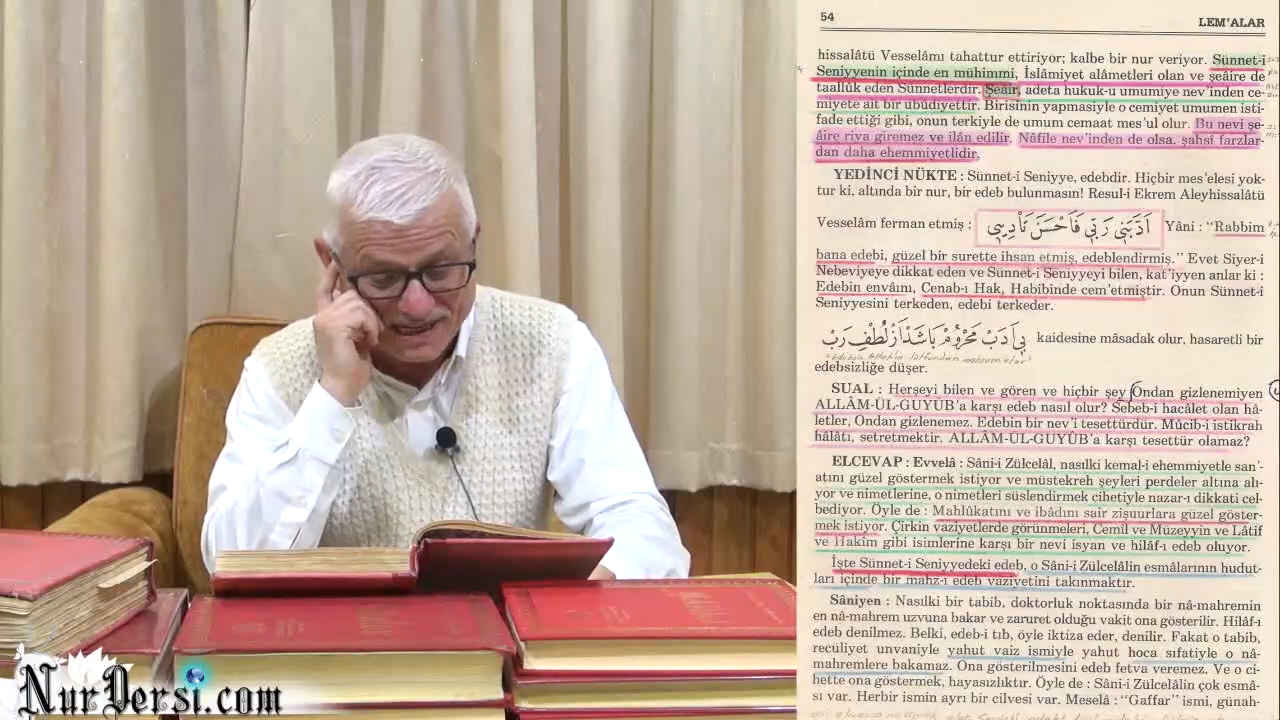 54
LEM'ALAR
hissalâtü Vesselâmı tahattur ettiriyor; kalbe bir nur veriyor. Sünnet-i
Seniyyenin içinde en mühimmi, İslâmiyet alâmetleri olan ve şeâire de
taallûk eden Sünnetlerdir. Şeair, adeta hukuk-u umumiye nev'inden ce-
miyete ait bir ubûdiyettir. Birisinin yapmasiyle o cemiyet umumen isti-
fade ettiği gibi, onun terkiyle de umum cemaat mes'ul olur. Bu nevi şe-
âire riya giremez ve ilân edilir. Nâfile nev'inden de olsa. şahsî farzlar-
dan daha ehemmiyetlidir.
YEDİNCİ NÜKTE : Sünnet-i Seniyye, edebdir. Hiçbir mes'elesi yok-
tur ki, altında bir nur, bir edeb bulunmasın! Resul-i Ekrem Aleyhissalâtü
Vesselâm ferman etmiş : اَدَّبَنِى رَبِّى فَاَحْسَنَ تَاْدِيبِى Yâni : "Rabbim
bana edebi, güzel bir surette ihsan etmiş, edeblendirmiş." Evet Siyer-i
Nebeviyeye dikkat eden ve Sünnet-i Seniyyeyi bilen, kat'iyyen anlar ki :
Edebin envâını, Cenab-ı Hak, Habibinde cem'etmiştir. Onun Sünnet-i
Seniyyesini terkeden, edebi terkeder.
بِى اَدَبْ مَحْرُومْ بَاشَدْ اَزْ لُطْفِ رَبْ kaidesine mâsadak olur, hasaretli bir
edebsizliğe düşer.
SUAL : Herşeyi bilen ve gören ve hiçbir şey Ondan gizlenemiyen
ALLÂM-ÜL-GUYÛB'a karşı edeb nasıl olur? Sebeb-i hacâlet olan hâ-
letler, Ondan gizlenemez. Edebin bir nev'i tesettürdür. Mûcib-i istikrah
hâlâtı, setretmektir. ALLÂM-ÜL-GUYÛB'a karşı tesettür olamaz?
ELCEVAP : Evvelâ : Sâni-i Zülcelâl, nasılki kemal-i ehemmiyetle san'-
atını güzel göstermek istiyor ve müstekreh şeyleri perdeler altına alı-
yor ve nimetlerine, o nimetleri süslendirmek cihetiyle nazar-ı dikkati cel-
bediyor. Öyle de : Mahlûkatını ve ibâdını sair zîşuurlara güzel göster-
mek istiyor. Çirkin vaziyetlerde görünmeleri, Cemîl ve Müzeyyin ve Lâtîf
ve Hakîm gibi isimlerine karşı bir nevi isyan ve hilâf-ı edeb oluyor.
İşte Sünnet-i Seniyyedeki edeb, o Sâni-i Zülcelâlin esmâlarının hudut-
ları içinde bir mahz-ı edeb vaziyetini takınmaktır.
Sâniyen : Nasılki bir tabib, doktorluk noktasında bir nâ-mahremin
en nâ-mahrem uzvuna bakar ve zaruret olduğu vakit ona gösterilir. Hilâf-ı
edeb denilmez. Belki, edeb-i tıb, öyle iktiza eder, denilir. Fakat o tabib,
recüliyet unvaniyle yahut vaiz ismiyle yahut hoca sıfatiyle o nâ-
mahremlere bakamaz. Ona gösterilmesini edeb fetva veremez. Ve o ci-
hette ona göstermek, hayasızlıktır. Öyle de : Sâni-i Zülcelâlin çok esmâ-
sı var. Herbir ismin ayrı bir cilvesi var. Meselâ : "Gaffar" ismi, günah-
NurDersi.com